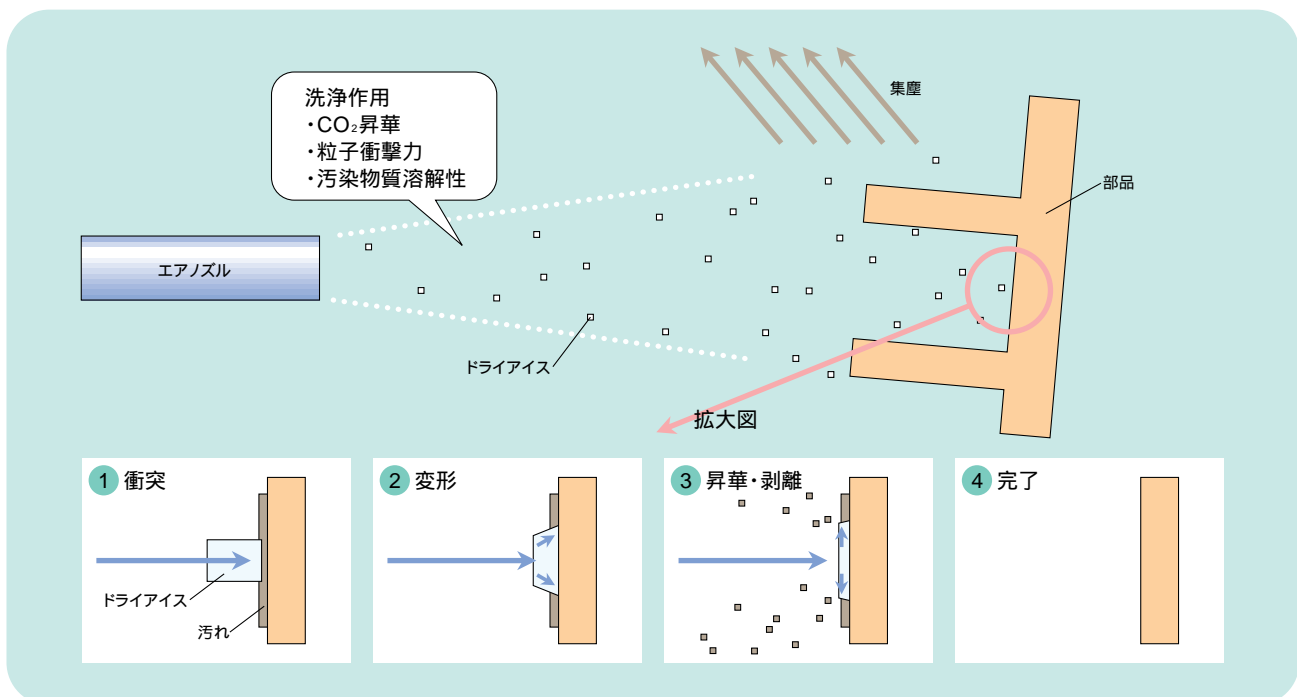 洗浄作用
・CO₂昇華
・粒子衝撃力
・汚染物質溶解性
集塵
部品
エアノズル
ドライアイス
拡大図
1 衝突
ドライアイス
汚れ
2 変形
3 昇華・剥離
4 完了